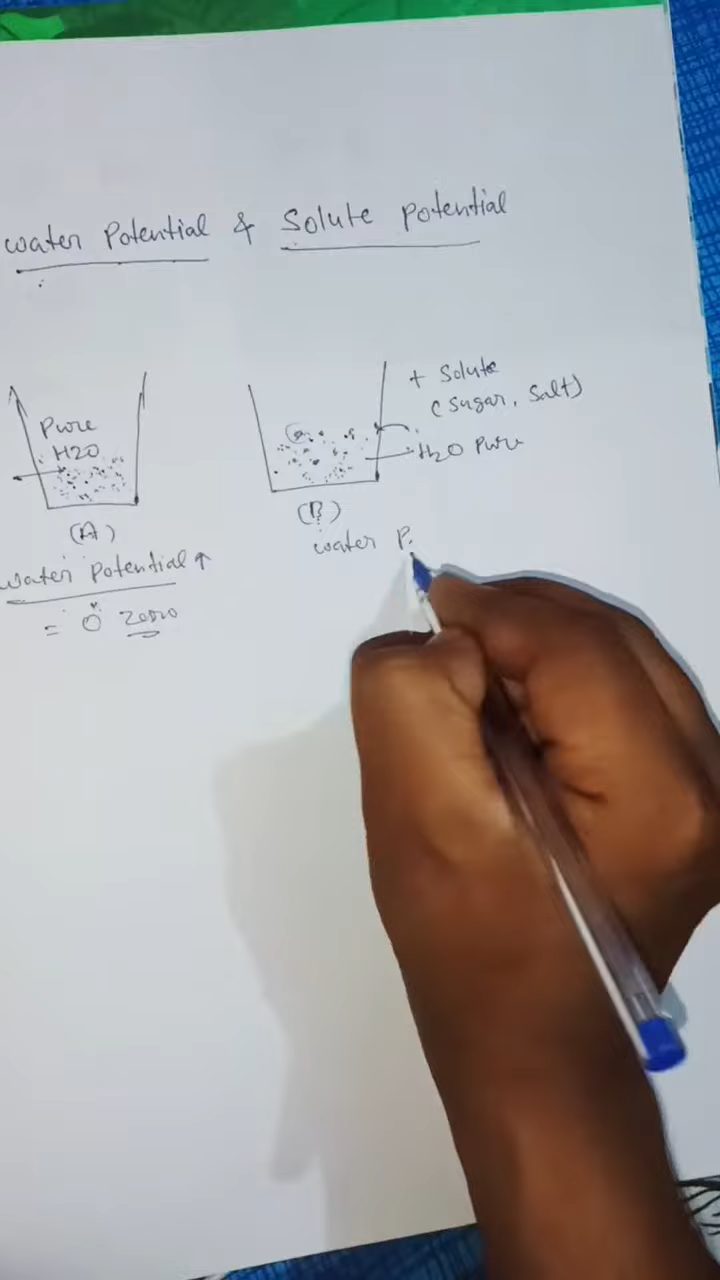 water Potential & Solute potential
Pure
H2O
(A)
water Potential ↑
= 0 zero
+ Solute
(Sugar, Salt)
H2O Pure
(B)
water P